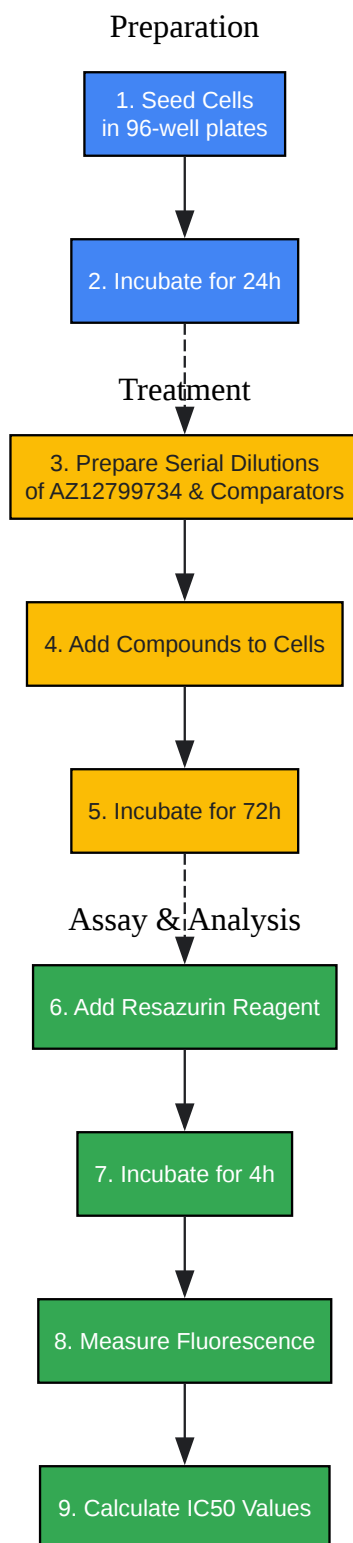 Preparation
1. Seed Cells
in 96-well plates
2. Incubate for 24h
Treatment
3. Prepare Serial Dilutions
of AZ12799734 & Comparators
4. Add Compounds to Cells
5. Incubate for 72h
Assay & Analysis
6. Add Resazurin Reagent
7. Incubate for 4h
8. Measure Fluorescence
9. Calculate IC50 Values